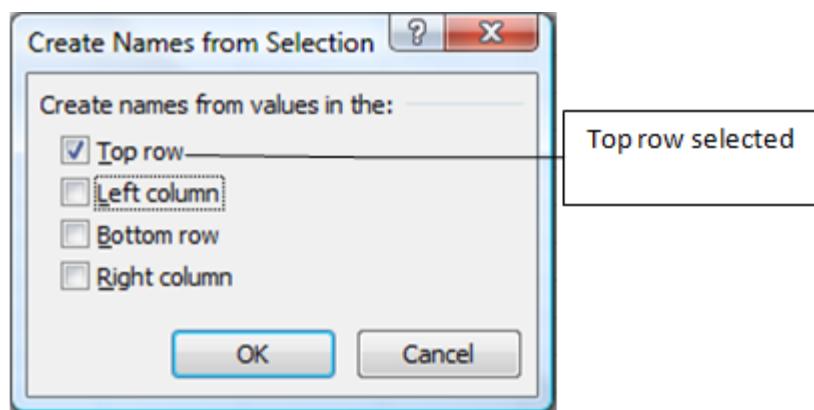 Create Names from Selection
Create names from values in the:
Top row
Top row selected
Left column
Bottom row
Right column
OK
Cancel